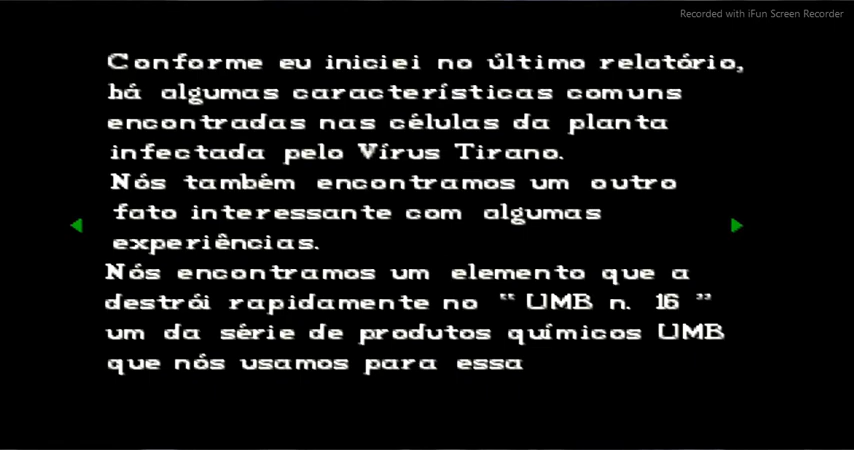 Recorded with iFun Screen Recorder
Conforme eu iniciei no último relatório,
há algumas características comuns
encontradas nas células da planta
infectada pelo Vírus Tirano.
Nós também encontramos um outro
fato interessante com algumas
experiências.
Nós encontramos um elemento que a
destrói rapidamente no “ UMB n. 16 ”
um da série de produtos químicos UMB
que nós usamos para essa